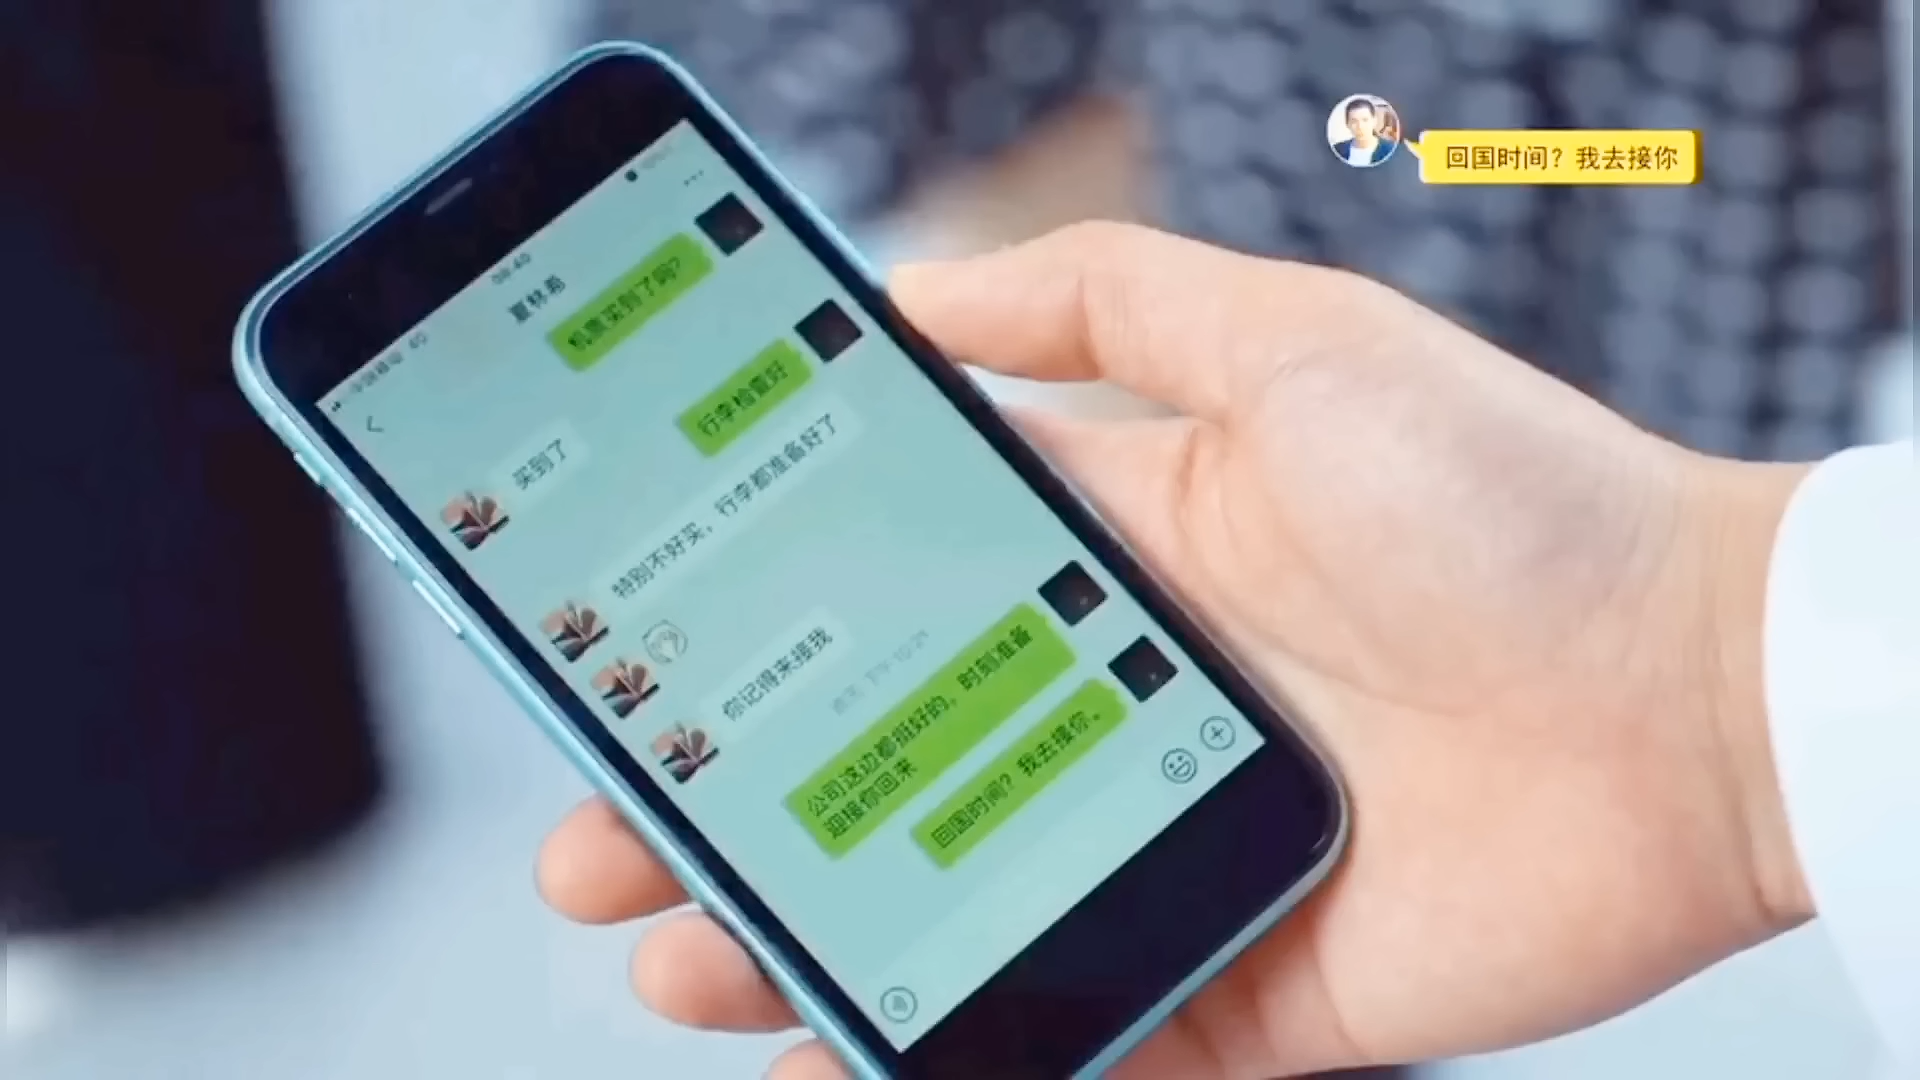 回国时间？我去接你
夏林希
机票买到了吗？
行李检查好
买到了
特别不好买，行李都准备好了
你记得来接我
公司这边都挺好的，时刻准备
迎接你回来
回国时间？我去接你。